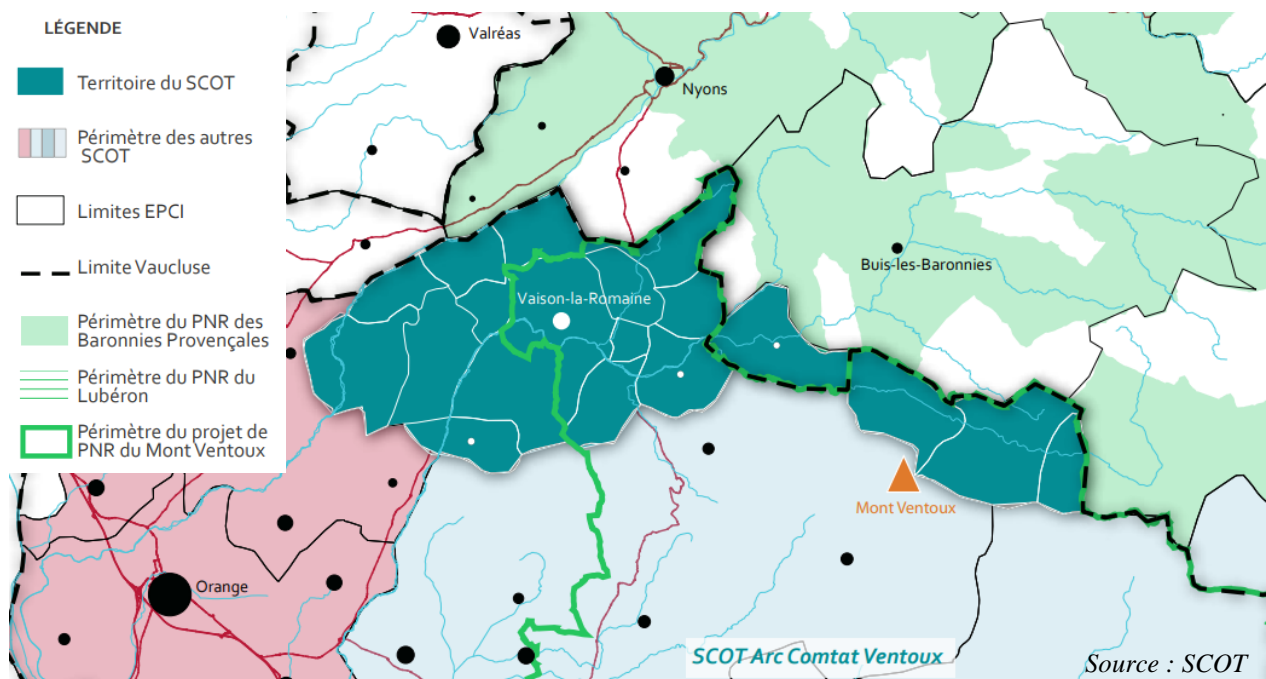 LÉGENDE
Territoire du SCOT
Périmètre des autres
SCOT
Limites EPCI
Limite Vaucluse
Périmètre du PNR des
Baronnies Provençales
Périmètre du PNR du
Lubéron
Périmètre du projet de
PNR du Mont Ventoux
Valréas
Nyons
Buis-les-Baronnies
Vaison-la-Romaine
Mont Ventoux
Orange
SCOT Arc Comtat Ventoux
Source : SCOT